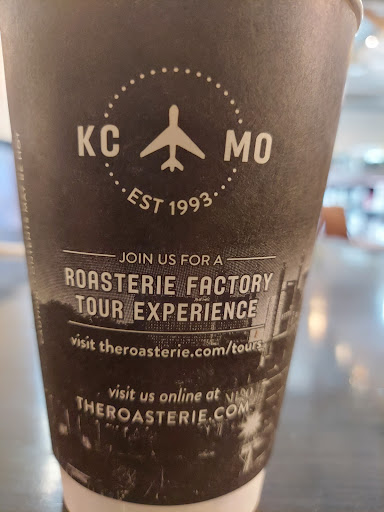 KC MO
EST 1993
JOIN US FOR A
ROASTERIE FACTORY
TOUR EXPERIENCE
visit theroasterie.com/tours
visit us online at
THEROASTERIE.COM